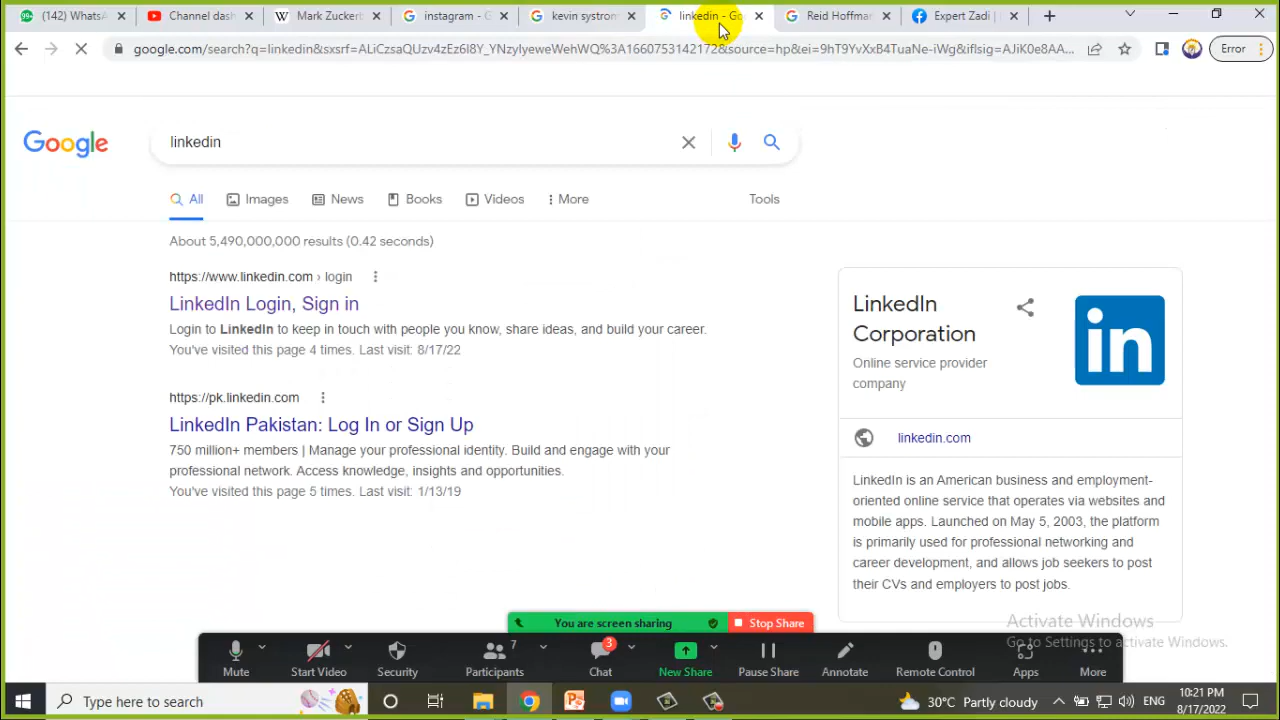 (142) WhatsA
Channel dash
Mark Zuckerb
instagram - G
kevin systrom
linkedin - Go
Reid Hoffma
Expert Zadi |
google.com/search?q=linkedin&sxsrf=ALiCzsaQUzv4zEz6I8Y_YNzyIyeweWehWQ%3A1660753142172&source=hp&ei=9hT9YvXxB4TuaNe-iWg&iflsig=AJiK0e8AA...
Error
Google
linkedin
All
Images
News
Books
Videos
More
Tools
About 5,490,000,000 results (0.42 seconds)
https://www.linkedin.com › login
LinkedIn Login, Sign in
Login to LinkedIn to keep in touch with people you know, share ideas, and build your career.
You've visited this page 4 times. Last visit: 8/17/22
https://pk.linkedin.com
LinkedIn Pakistan: Log In or Sign Up
750 million+ members | Manage your professional identity. Build and engage with your
professional network. Access knowledge, insights and opportunities.
You've visited this page 5 times. Last visit: 1/13/19
LinkedIn
Corporation
Online service provider
company
in
linkedin.com
LinkedIn is an American business and employment-
oriented online service that operates via websites and
mobile apps. Launched on May 5, 2003, the platform
is primarily used for professional networking and
career development, and allows job seekers to post
their CVs and employers to post jobs.
Activate Windows
Go to Settings to activate Windows.
You are screen sharing
Stop Share
Mute
Start Video
Security
7
Participants
3
Chat
New Share
Pause Share
Annotate
Remote Control
Apps
More
Type here to search
30°C Partly cloudy
ENG
10:21 PM
8/17/2022